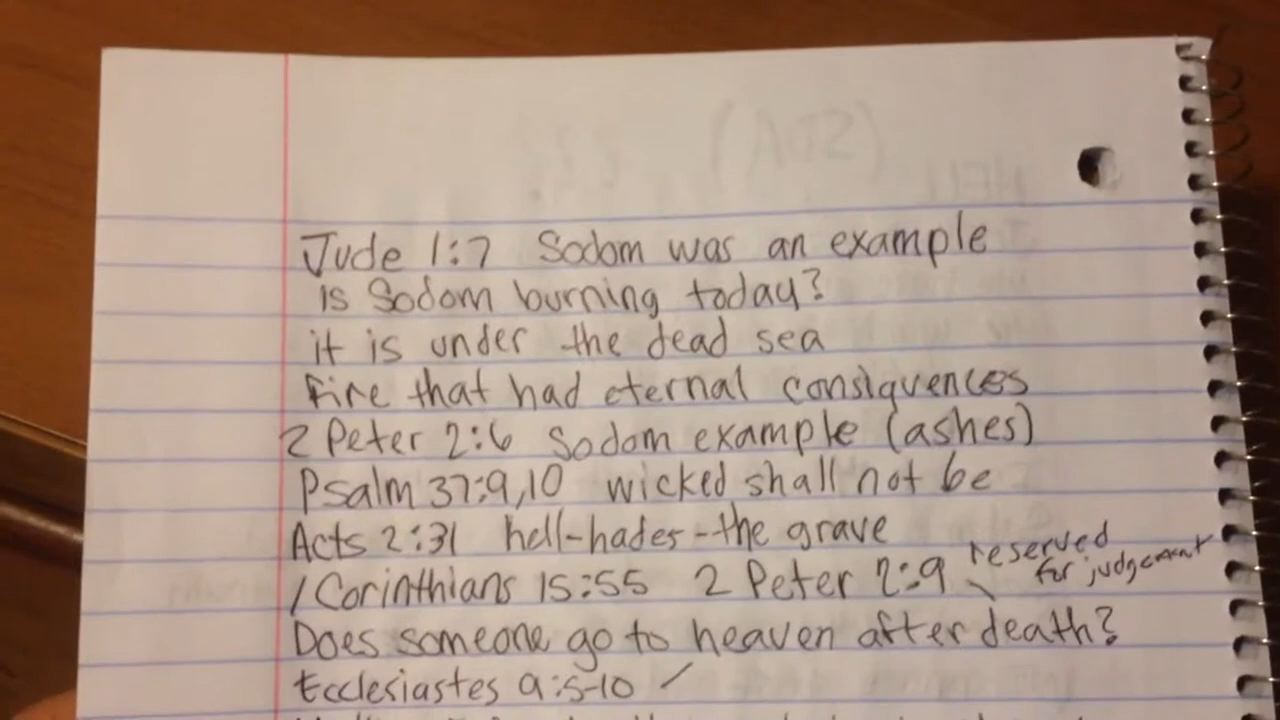 Jude 1:7 Sodom was an example
is Sodom burning today?
it is under the dead sea
Fire that had eternal consiquences
2 Peter 2:6 Sodom example (ashes)
Psalm 37:9,10 wicked shall not be
Acts 2:31 hell-hades-the grave
1 Corinthians 15:55 2 Peter 2:9 reserved for judgement
Does someone go to heaven after death?
Ecclesiastes 9:5-10